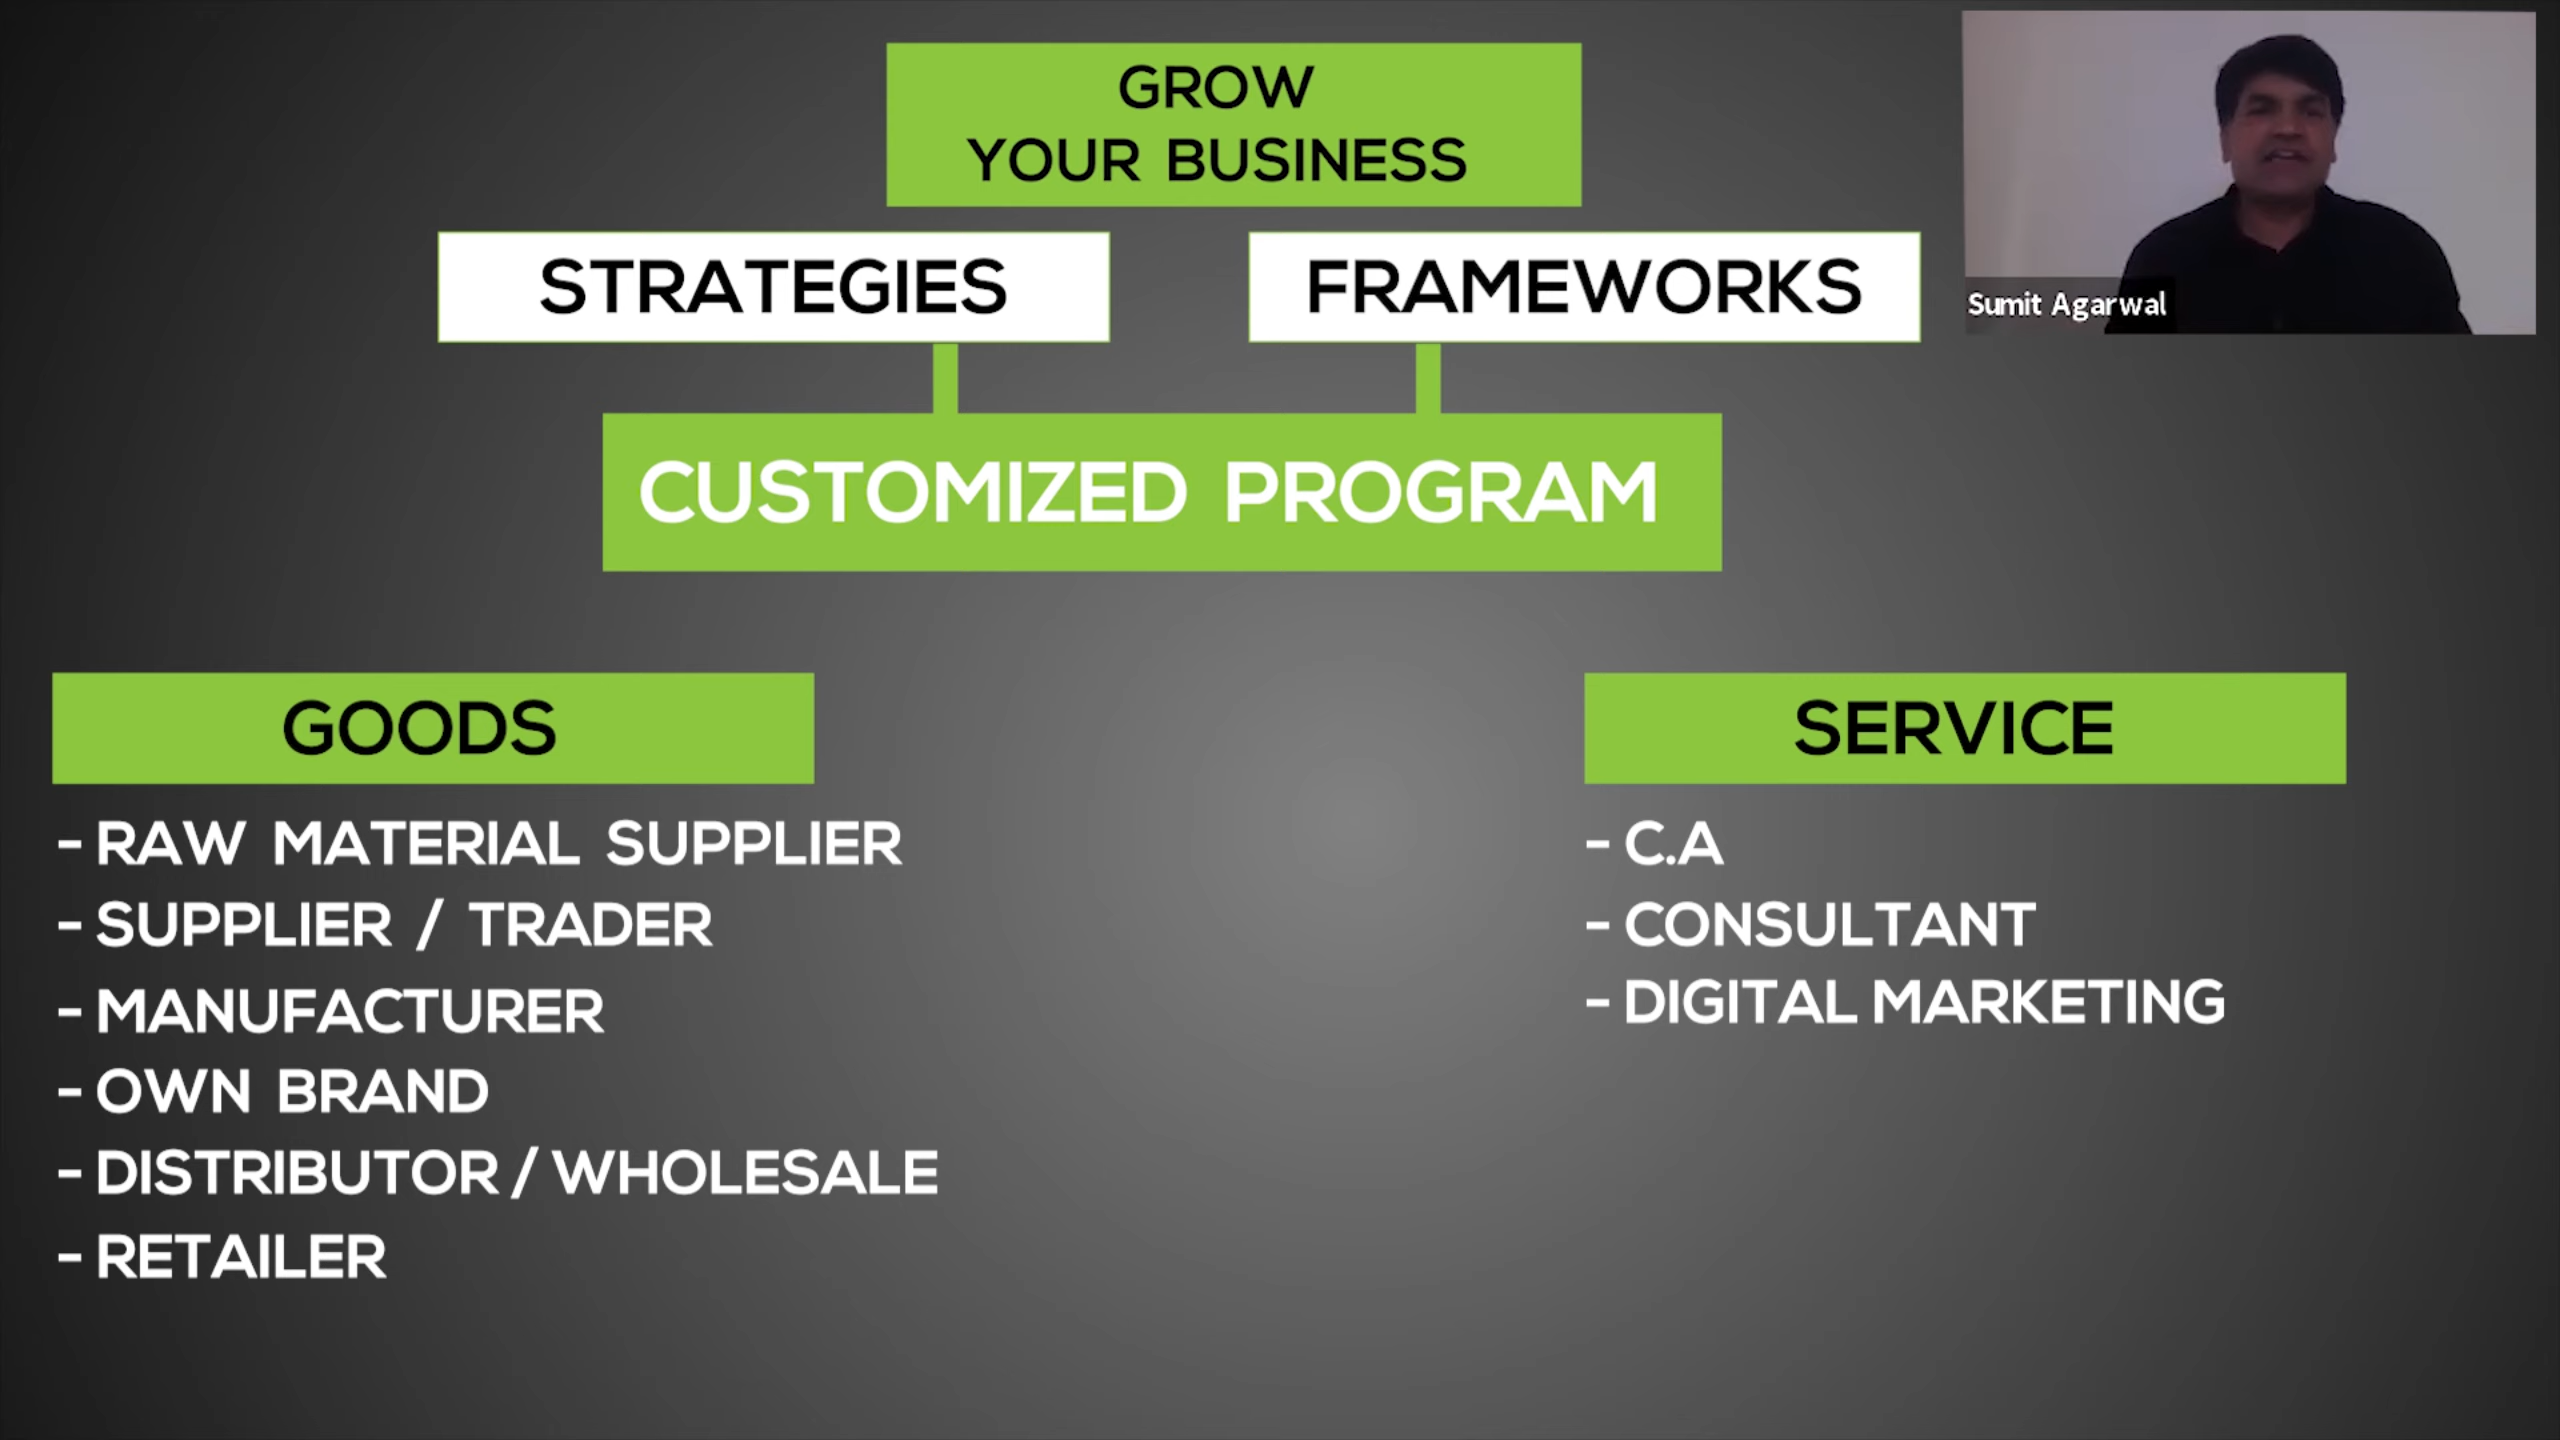 GROW
YOUR BUSINESS
STRATEGIES
FRAMEWORKS
Sumit Agarwal
CUSTOMIZED PROGRAM
GOODS
- RAW MATERIAL SUPPLIER
- SUPPLIER / TRADER
- MANUFACTURER
- OWN BRAND
- DISTRIBUTOR / WHOLESALE
- RETAILER
SERVICE
- C.A
- CONSULTANT
- DIGITAL MARKETING